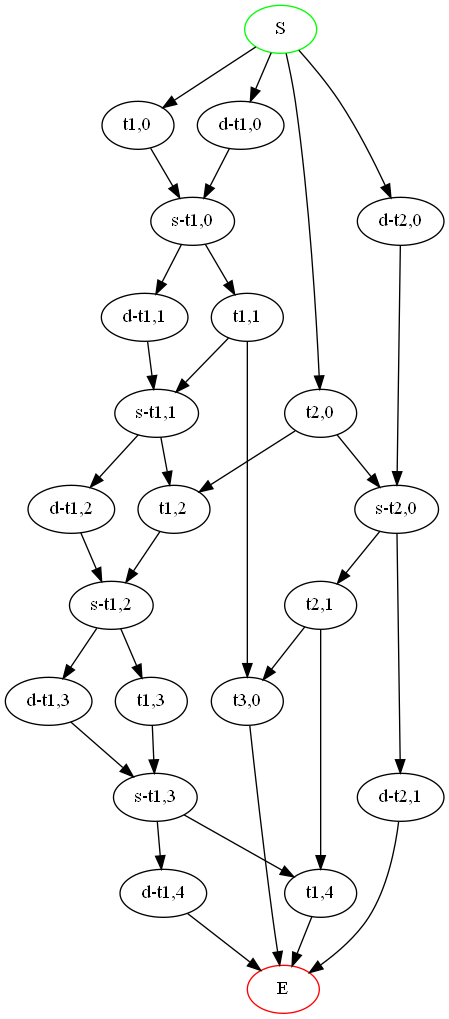 S
t1,0
d-t1,0
s-t1,0
d-t2,0
d-t1,1
t1,1
s-t1,1
t2,0
d-t1,2
t1,2
s-t2,0
s-t1,2
t2,1
d-t1,3
t1,3
t3,0
s-t1,3
d-t2,1
d-t1,4
t1,4
E